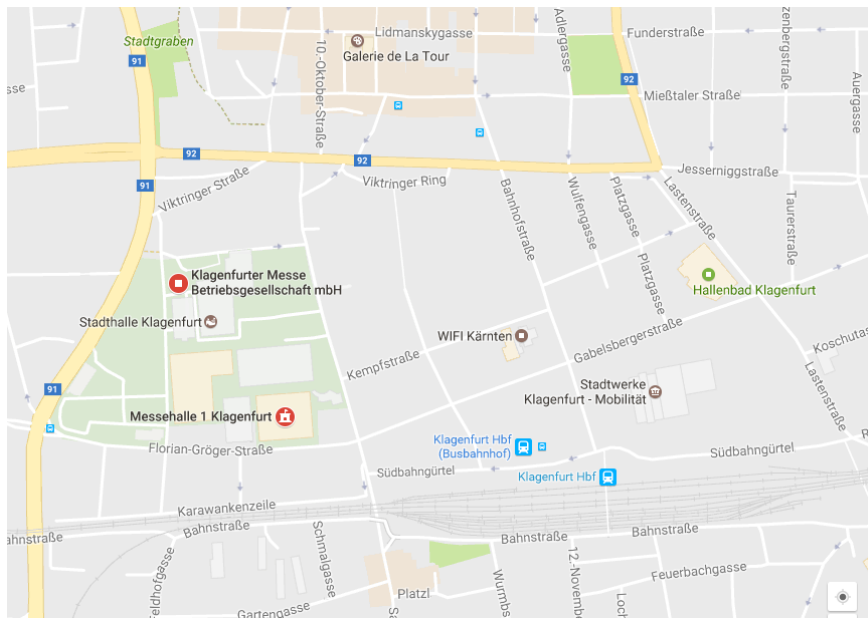 Lidmanskygasse
Stadtgraben
91
Galerie de La Tour
10.-Oktober-Straße
Adlergasse
Funderstraße
92
Mießtaler Straße
Auergasse
92
92
91
Viktringer Straße
Viktringer Ring
Bahnhofstraße
Wulfengasse
Platzgasse
Jesserniggstraße
Lastenstraße
Taurerstraße
Klagenfurter Messe
Betriebsgesellschaft mbH
Platzgasse
Hallenbad Klagenfurt
Stadthalle Klagenfurt
WIFI Kärnten
Kempfstraße
Gabelsbergerstraße
Lastenstraße
91
Stadtwerke
Klagenfurt - Mobilität
Messehalle 1 Klagenfurt
Florian-Gröger-Straße
Klagenfurt Hbf
(Busbahnhof)
Südbahngürtel
Südbahngürtel
Klagenfurt Hbf
Karawankenzeile
Bahnstraße
Bahnstraße
Bahnstraße
Schmalgasse
Feldhofgasse
Feuerbachgasse
Platzl
Gartengasse